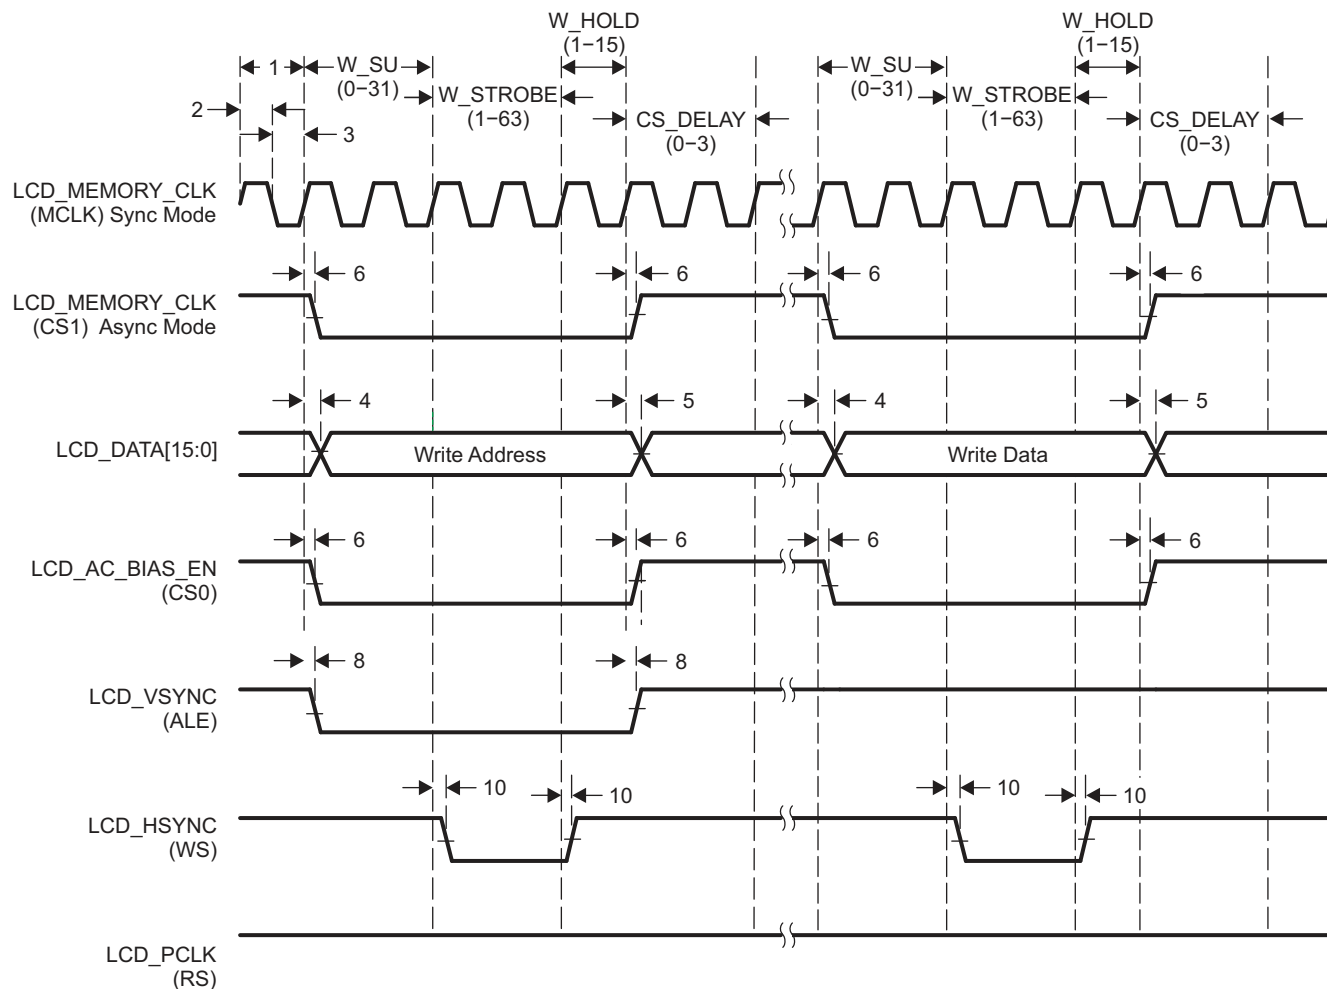 W_HOLD
(1−15)
W_HOLD
(1−15)
1
W_SU
(0−31)
W_SU
(0−31)
2
W_STROBE
(1−63)
W_STROBE
(1−63)
3
CS_DELAY
(0−3)
CS_DELAY
(0−3)
LCD_MEMORY_CLK
(MCLK) Sync Mode
6
6
6
6
LCD_MEMORY_CLK
(CS1) Async Mode
4
5
4
5
LCD_DATA[15:0]
Write Address
Write Data
6
6
6
6
LCD_AC_BIAS_EN
(CS0)
8
8
LCD_VSYNC
(ALE)
10
10
10
10
LCD_HSYNC
(WS)
LCD_PCLK
(RS)